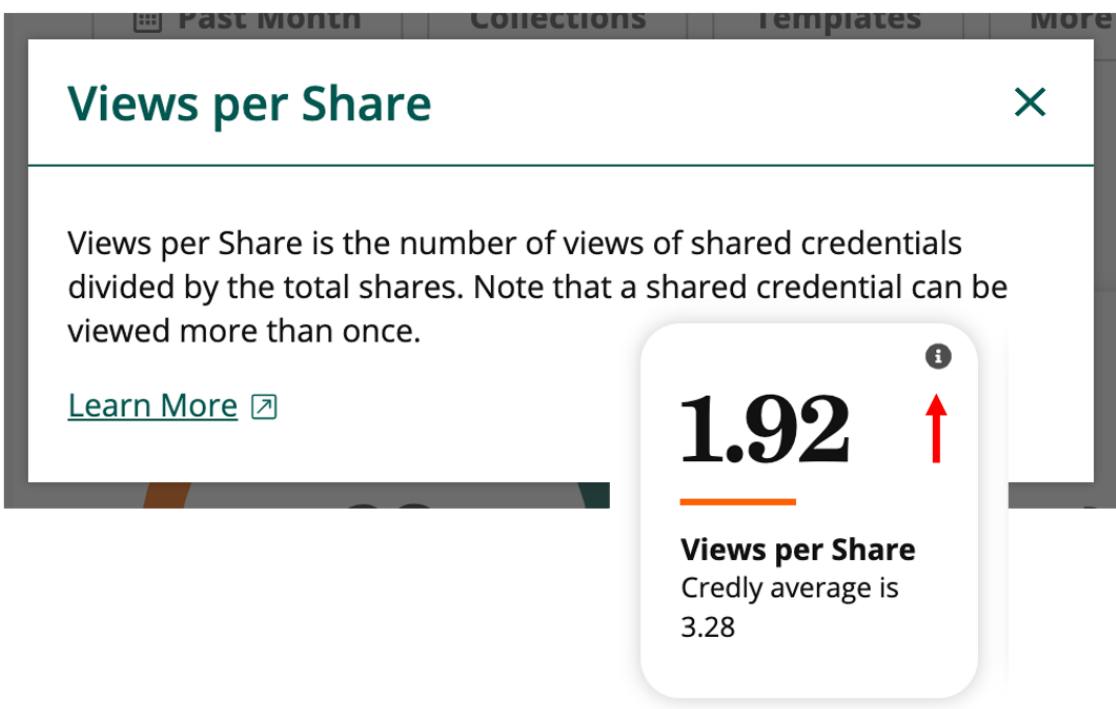 Past Month
Collections
Templates
More
Views per Share
Views per Share is the number of views of shared credentials
divided by the total shares. Note that a shared credential can be
viewed more than once.
Learn More
1.92
Views per Share
Credly average is
3.28